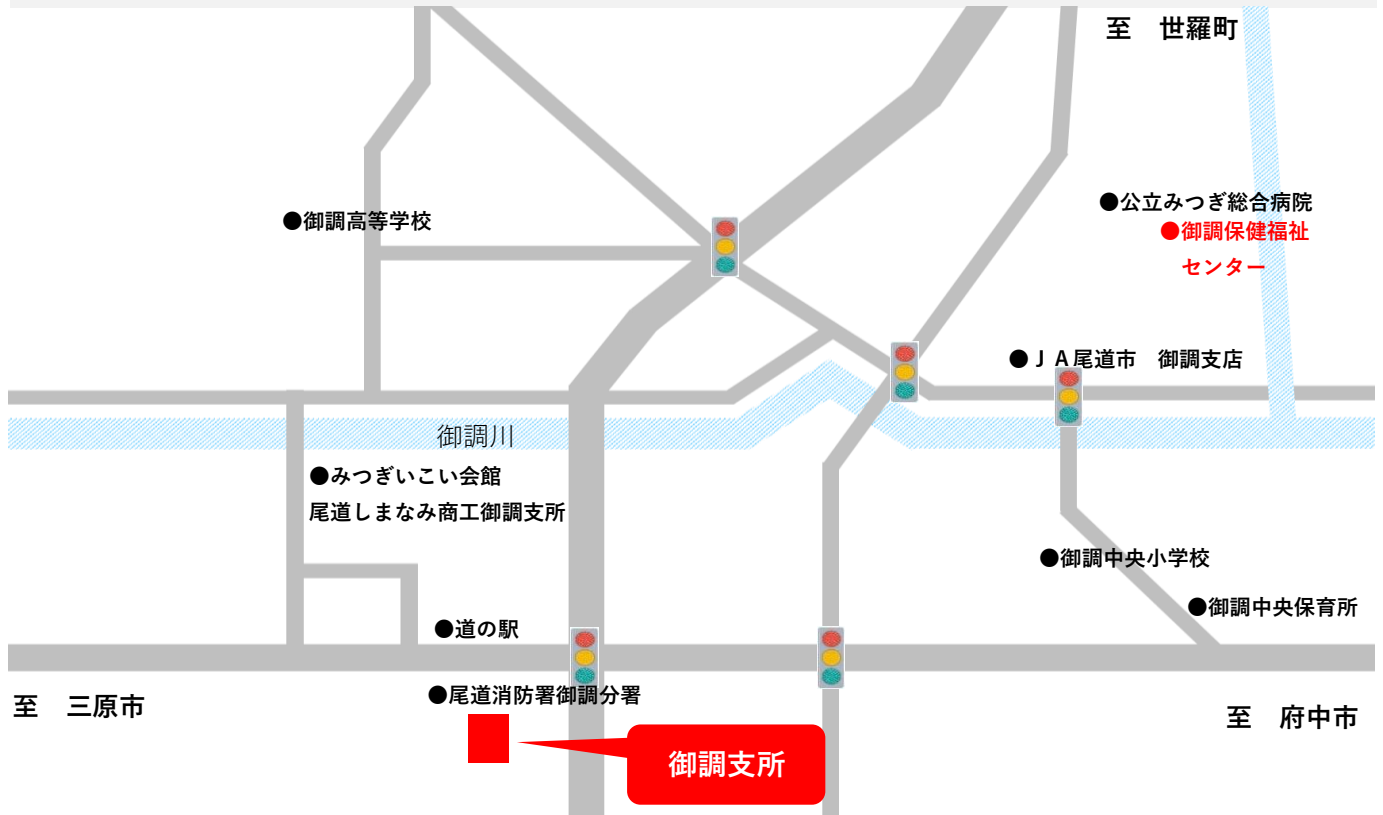 至　世羅町
●公立みつぎ総合病院
●御調高等学校
●御調保健福祉
センター
●ＪＡ尾道市　御調支店
御調川
●みつぎいこい会館
尾道しまなみ商工御調支所
●御調中央小学校
●御調中央保育所
●道の駅
●尾道消防署御調分署
至　三原市
至　府中市
御調支所